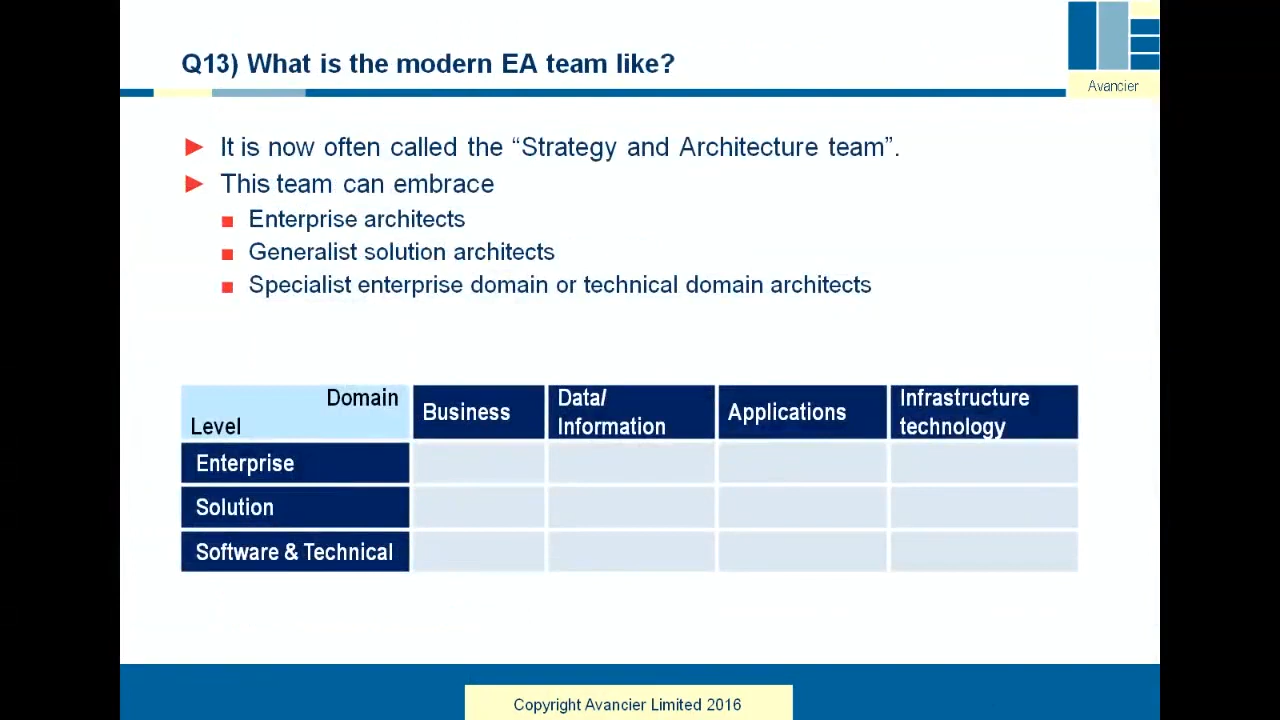 Q13) What is the modern EA team like?
Avancier
► It is now often called the “Strategy and Architecture team”.
► This team can embrace
■ Enterprise architects
■ Generalist solution architects
■ Specialist enterprise domain or technical domain architects
Domain
Level
Business
Data/
Information
Applications
Infrastructure
technology
Enterprise
Solution
Software & Technical
Copyright Avancier Limited 2016